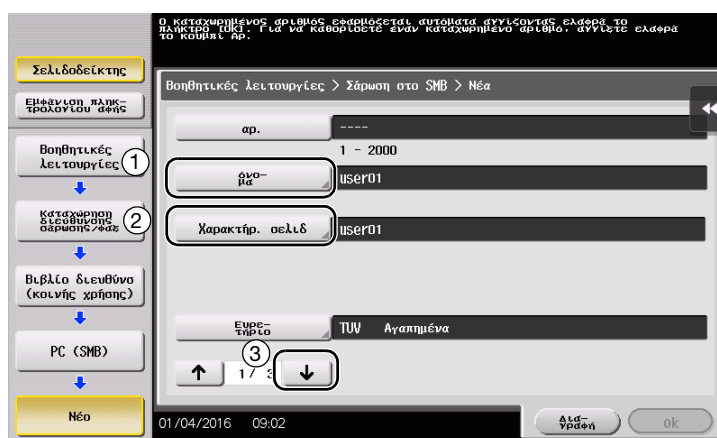 Ο καταχωρημένος αριθμός εφαρμόζεται αυτόματα αγγίζοντας ελαφρά το
πλήκτρο [OK]. Για να καθορίσετε έναν καταχωρημένο αριθμό, αγγίξτε ελαφρά
το κουμπί Αρ.
Σελιδοδείκτης
Εμφάνιση πληκ-
τρολογίου αφής
Βοηθητικές
λειτουργίες
1
Καταχώρηση
διεύθυνσης
σάρωσης/φαξ
2
Βιβλίο διευθύνσ
(κοινής χρήσης)
PC (SMB)
Νέο
Βοηθητικές λειτουργίες > Σάρωση στο SMB > Νέα
αρ.
----
1 - 2000
όνο-
μα
user01
Χαρακτήρ. σελιδ
user01
Ευρε-
τήριο
TUV Αγαπημένα
3
↑ 1/ 3 ↓
01/04/2016 09:02
Δια-
γραφή
ok